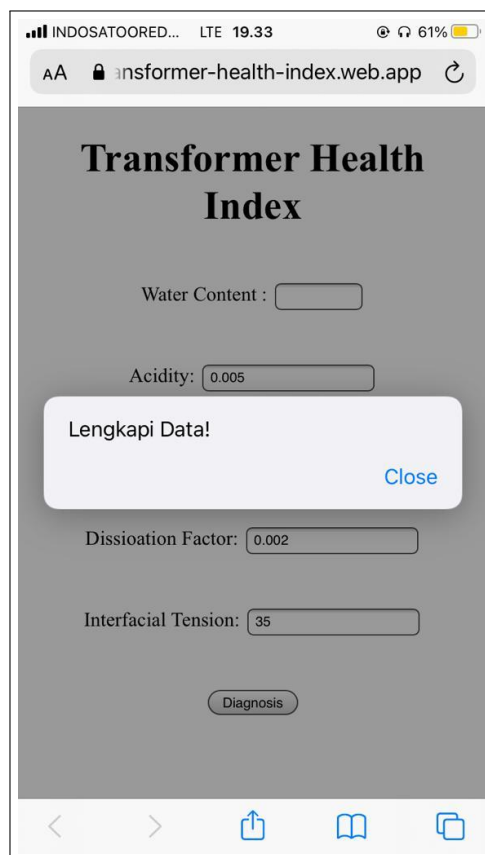 INDOSATOORED... LTE 19.33 61%
AA ansformer-health-index.web.app
Transformer Health
Index
Water Content :
Acidity: 0.005
Lengkapi Data!
Close
Dissioation Factor: 0.002
Interfacial Tension: 35
Diagnosis